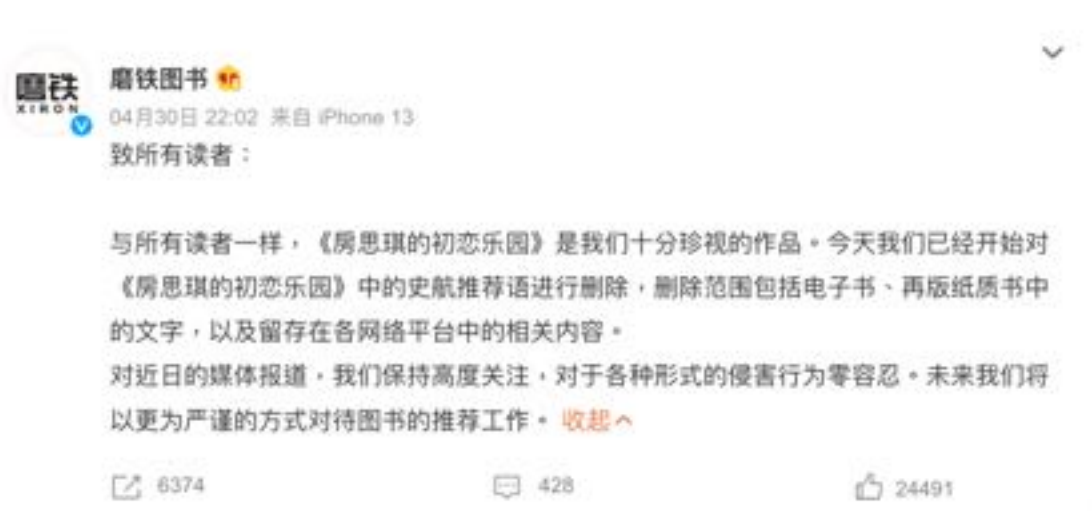 磨铁
XIRON
磨铁图书
04月30日 22:02 来自 iPhone 13
致所有读者：
与所有读者一样，《房思琪的初恋乐园》是我们十分珍视的作品。今天我们已经开始对
《房思琪的初恋乐园》中的史航推荐语进行删除，删除范围包括电子书、再版纸质书中
的文字，以及留存在各网络平台中的相关内容。
对近日的媒体报道，我们保持高度关注，对于各种形式的侵害行为零容忍。未来我们将
以更为严谨的方式对待图书的推荐工作。 收起
6374
428
24491